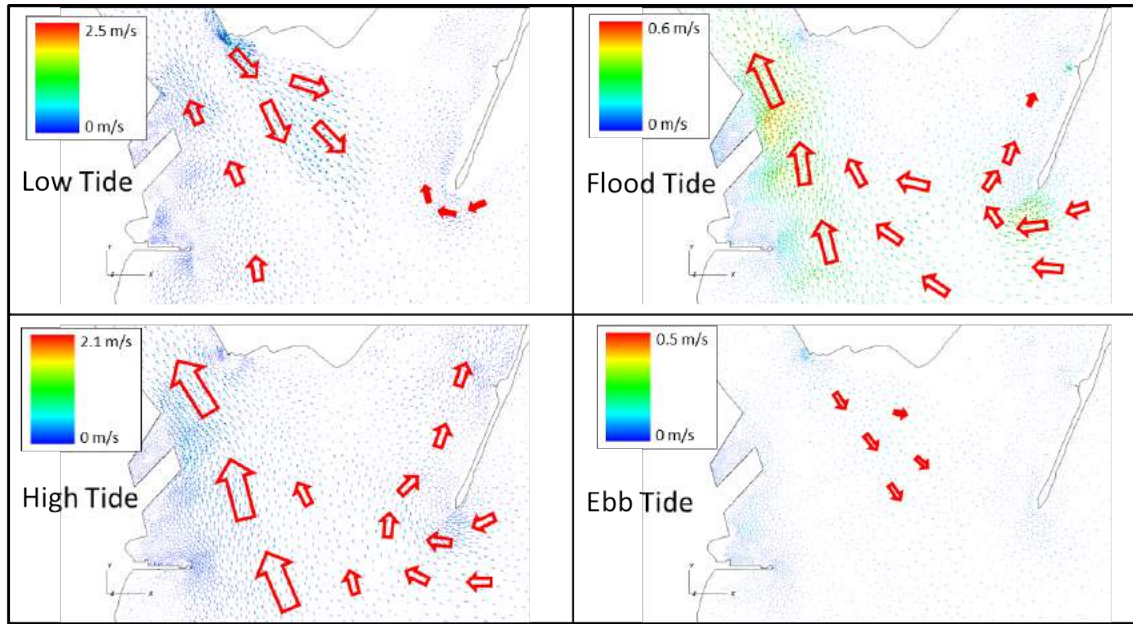 2.5 m/s
0 m/s
Low Tide
Y
Z X
0.6 m/s
0 m/s
Flood Tide
Y
Z X
2.1 m/s
0 m/s
High Tide
Y
Z X
0.5 m/s
0 m/s
Ebb Tide
Y
Z X